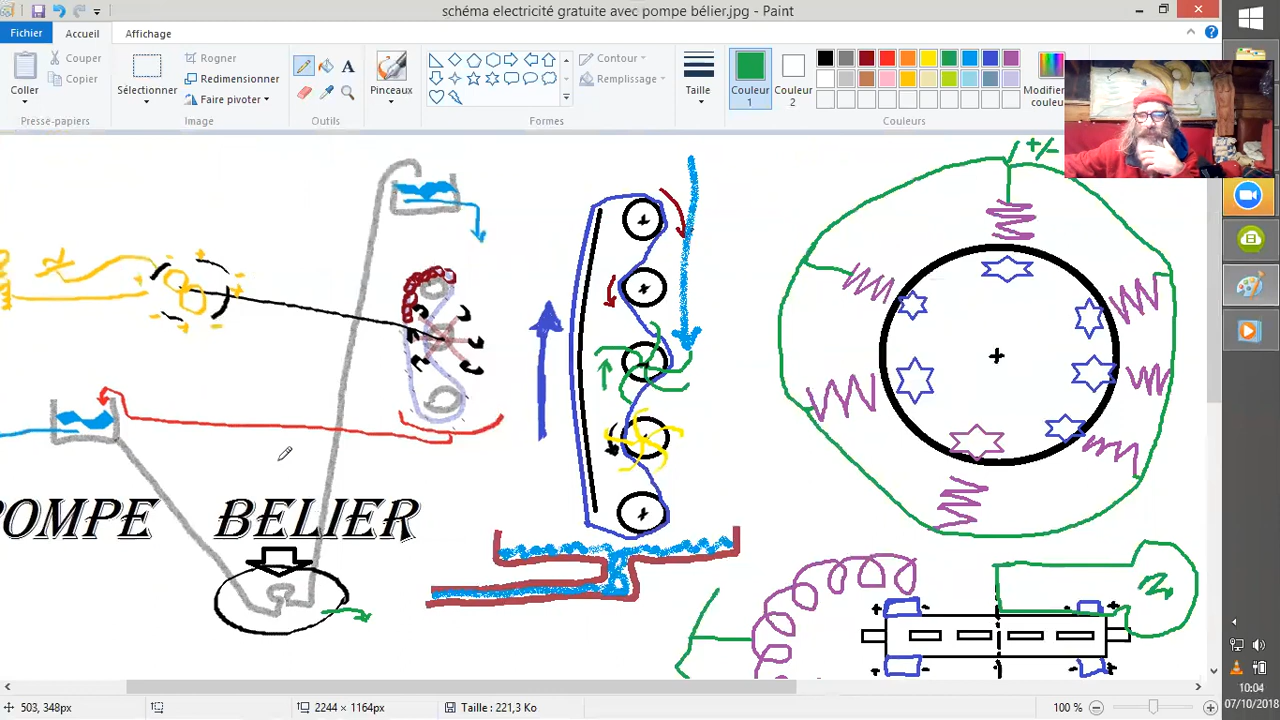 schéma electricité gratuite avec pompe bélier.jpg - Paint
Fichier
Accueil
Affichage
Coller
Couper
Copier
Presse-papiers
Sélectionner
Rogner
Redimensionner
Faire pivoter
Image
A
Outils
Pinceaux
Contour
Remplissage
Formes
Taille
Couleur
1
Couleur
2
Modifier
couleu
Couleurs
+/-
POMPE BELIER
503, 348px
2244 × 1164px
Taille : 221,3 Ko
100 %
10:04
07/10/2018